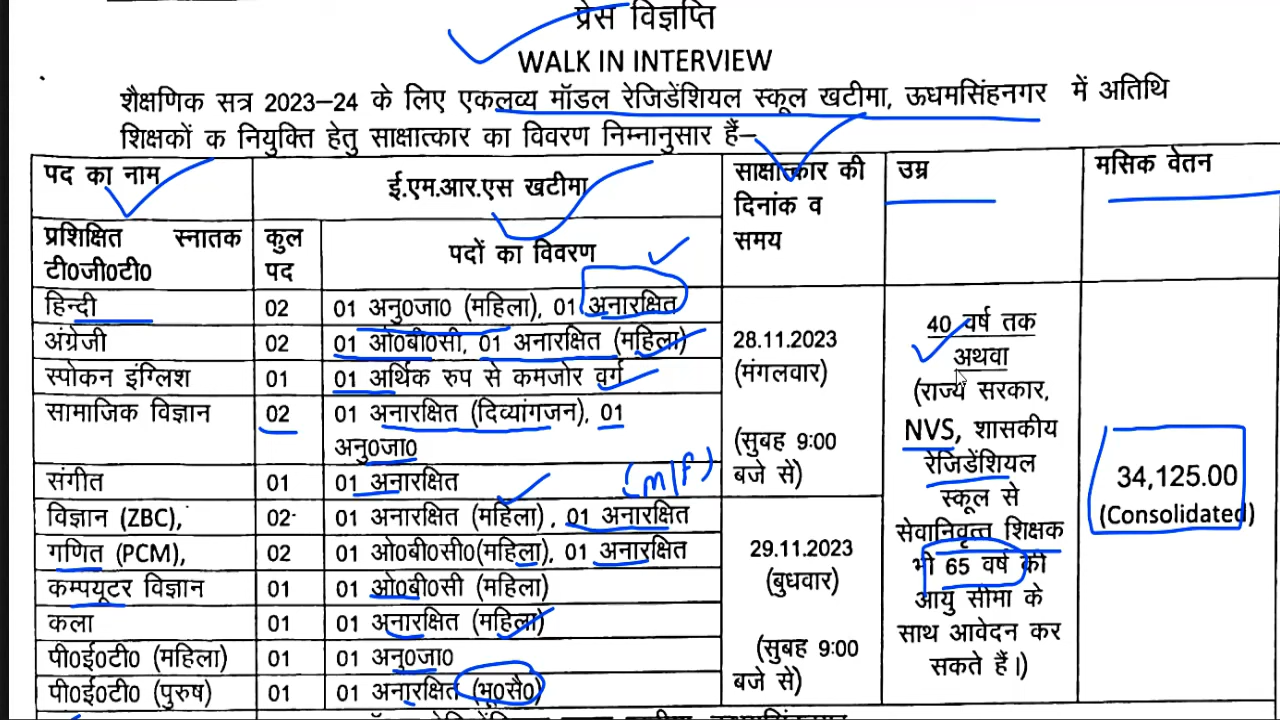 प्रेस विज्ञप्ति
WALK IN INTERVIEW
शैक्षणिक सत्र 2023–24 के लिए एकलव्य मॉडल रेजिडेंशियल स्कूल खटीमा, ऊधमसिंहनगर में अतिथि
शिक्षकों क नियुक्ति हेतु साक्षात्कार का विवरण निम्नानुसार हैं–
पद का नाम
ई.एम.आर.एस खटीमा
साक्षात्कार की
दिनांक व
समय
उम्र
मसिक वेतन
प्रशिक्षित स्नातक
टी0जी0टी0
कुल
पद
पदों का विवरण
हिन्दी 02 01 अनु0जा0 (महिला), 01 अनारक्षित
अंग्रेजी 02 01 ओ0बी0सी, 01 अनारक्षित (महिला)
स्पोकन इंग्लिश 01 01 अर्थिक रुप से कमजोर वर्ग
सामाजिक विज्ञान 02 01 अनारक्षित (दिव्यांगजन), 01
अनु0जा0
संगीत 01 01 अनारक्षित (M/F)
विज्ञान (ZBC), 02 01 अनारक्षित (महिला), 01 अनारक्षित
गणित (PCM), 02 01 ओ0बी0सी0(महिला), 01 अनारक्षित
कम्पयूटर विज्ञान 01 01 ओ0बी0सी (महिला)
कला 01 01 अनारक्षित (महिला)
पी0ई0टी0 (महिला) 01 01 अनु0जा0
पी0ई0टी0 (पुरुष) 01 01 अनारक्षित (भू0सै0)
28.11.2023
(मंगलवार)
(सुबह 9:00
बजे से)
29.11.2023
(बुधवार)
(सुबह 9:00
बजे से)
40 वर्ष तक
अथवा
(राज्य सरकार,
NVS, शासकीय
रेजिडेंशियल
स्कूल से
सेवानिवृत्त शिक्षक
भी 65 वर्ष की
आयु सीमा के
साथ आवेदन कर
सकते हैं।)
34,125.00
(Consolidated)